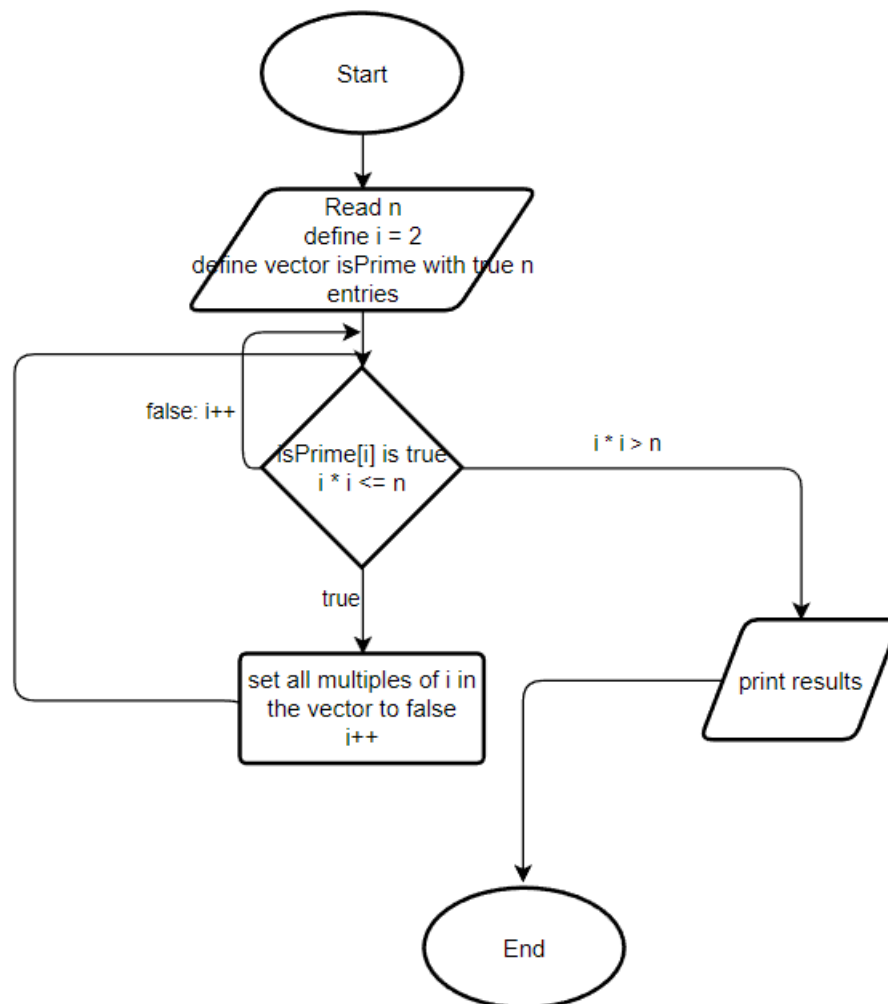 Start
Read n
define i = 2
define vector isPrime with true n
entries
false: i++
isPrime[i] is true
i * i <= n
i * i > n
true
set all multiples of i in
the vector to false
i++
print results
End